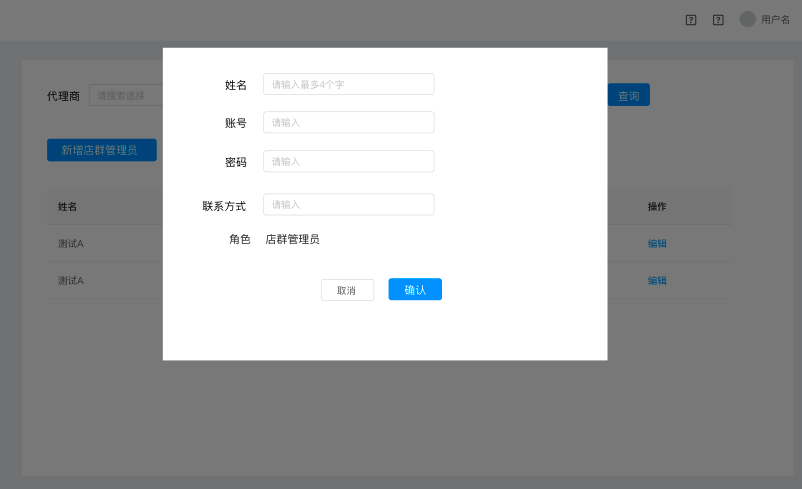 用户名
代理商 请搜索选择 查询
新增店群管理员
姓名 操作
测试A 编辑
测试A 编辑
姓名 请输入最多4个字
账号 请输入
密码 请输入
联系方式 请输入
角色 店群管理员
取消 确认